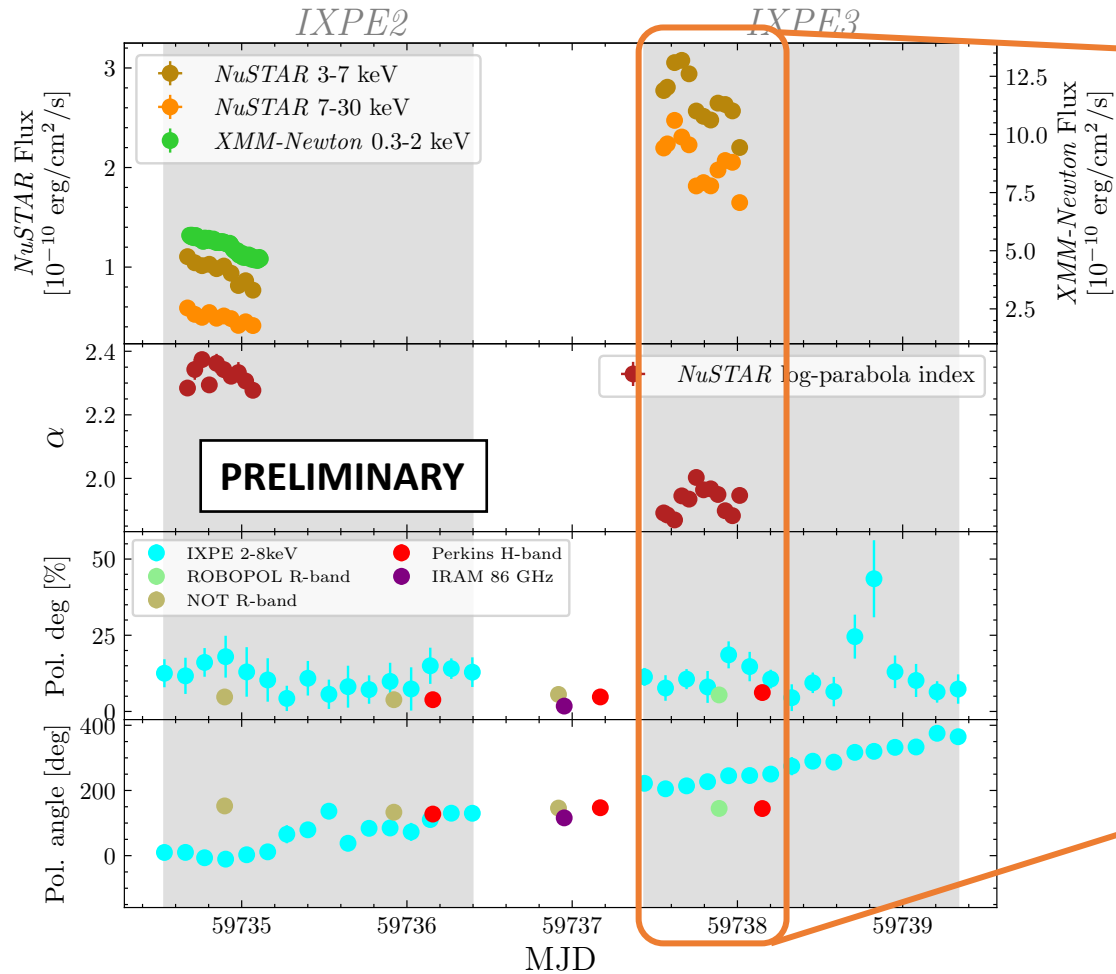 IXPE2 IXPE3
NuSTAR 3-7 keV
NuSTAR 7-30 keV
XMM-Newton 0.3-2 keV
NuSTAR Flux
[10⁻¹⁰ erg/cm²/s]
3
2
1
XMM-Newton Flux
[10⁻¹⁰ erg/cm²/s]
12.5
10.0
7.5
5.0
2.5
NuSTAR log-parabola index
α
2.4
2.2
2.0
PRELIMINARY
IXPE 2-8keV
ROBOPOL R-band
NOT R-band
Perkins H-band
IRAM 86 GHz
Pol. deg [%]
50
25
0
Pol. angle [deg]
400
200
0
59735 59736 59737 59738 59739
MJD